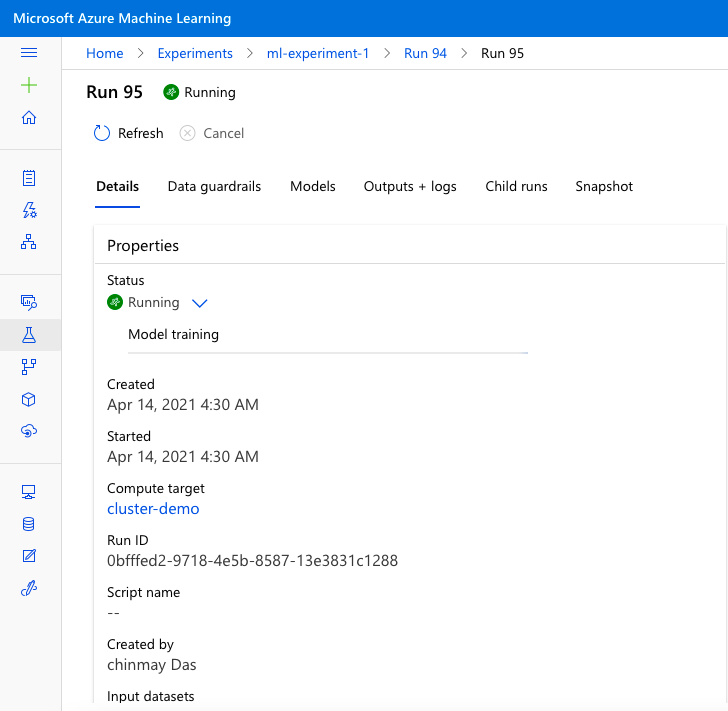 Microsoft Azure Machine Learning
Home > Experiments > ml-experiment-1 > Run 94 > Run 95
Run 95 Running
Refresh Cancel
Details Data guardrails Models Outputs + logs Child runs Snapshot
Properties
Status
Running
Model training
Created
Apr 14, 2021 4:30 AM
Started
Apr 14, 2021 4:30 AM
Compute target
cluster-demo
Run ID
0bfffed2-9718-4e5b-8587-13e3831c1288
Script name
--
Created by
chinmay Das
Input datasets